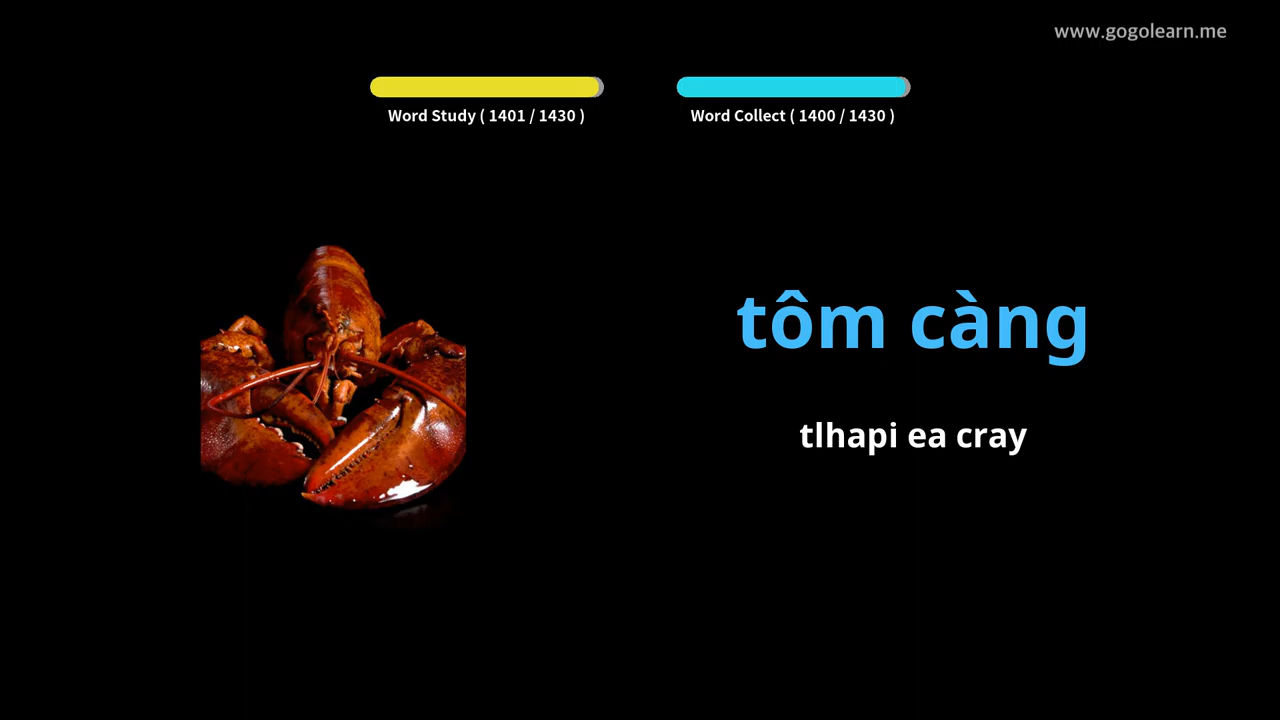 www.gogolearn.me
Word Study ( 1401 / 1430 )
Word Collect ( 1400 / 1430 )
tôm càng
tlhapi ea cray